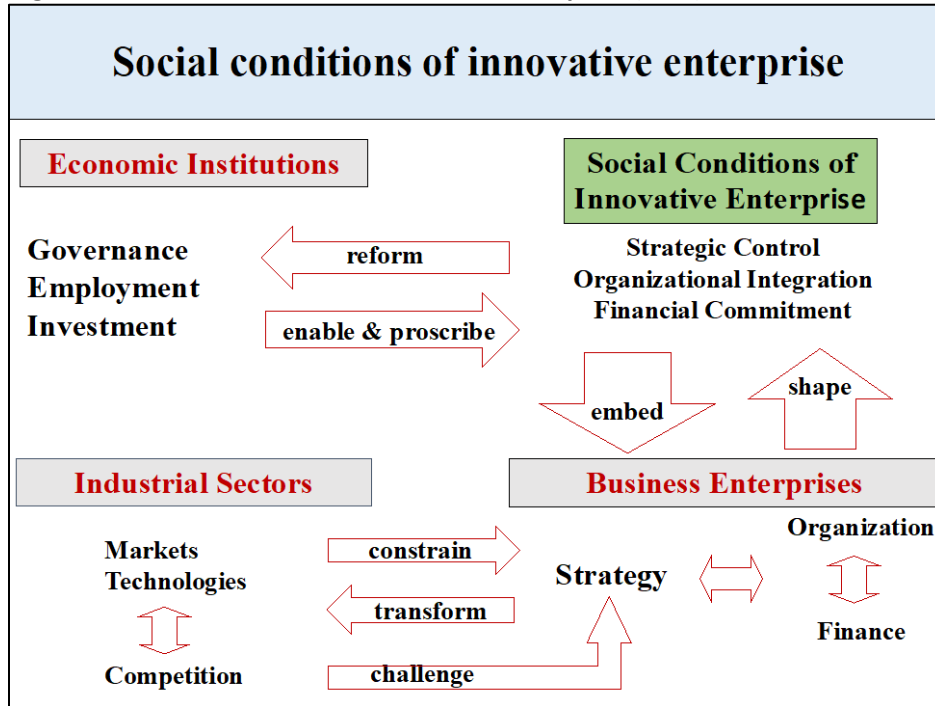 Social conditions of innovative enterprise
Economic Institutions
Social Conditions of
Innovative Enterprise
Governance
Employment
Investment
reform
enable & proscribe
Strategic Control
Organizational Integration
Financial Commitment
embed
shape
Industrial Sectors
Business Enterprises
Markets
Technologies
Competition
constrain
transform
challenge
Strategy
Organization
Finance